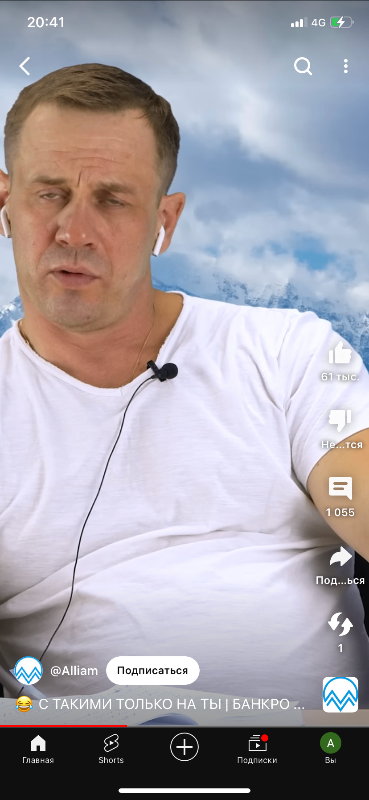 20:41
4G
61 тыс.
Не...тся
1 055
Под...ься
1
@Alliam
Подписаться
😂 С ТАКИМИ ТОЛЬКО НА ТЫ | БАНКРО ...
Главная
Shorts
Подписки
А
Вы